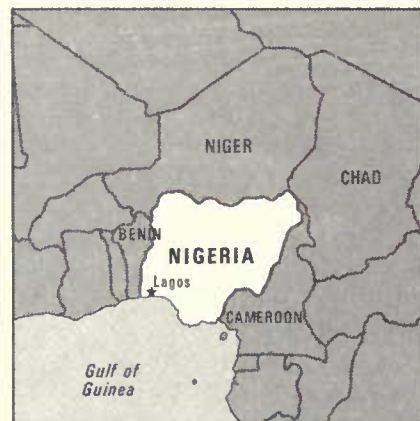 NIGER
CHAD
BENIN
NIGERIA
Lagos
CAMEROON
Gulf of
Guinea